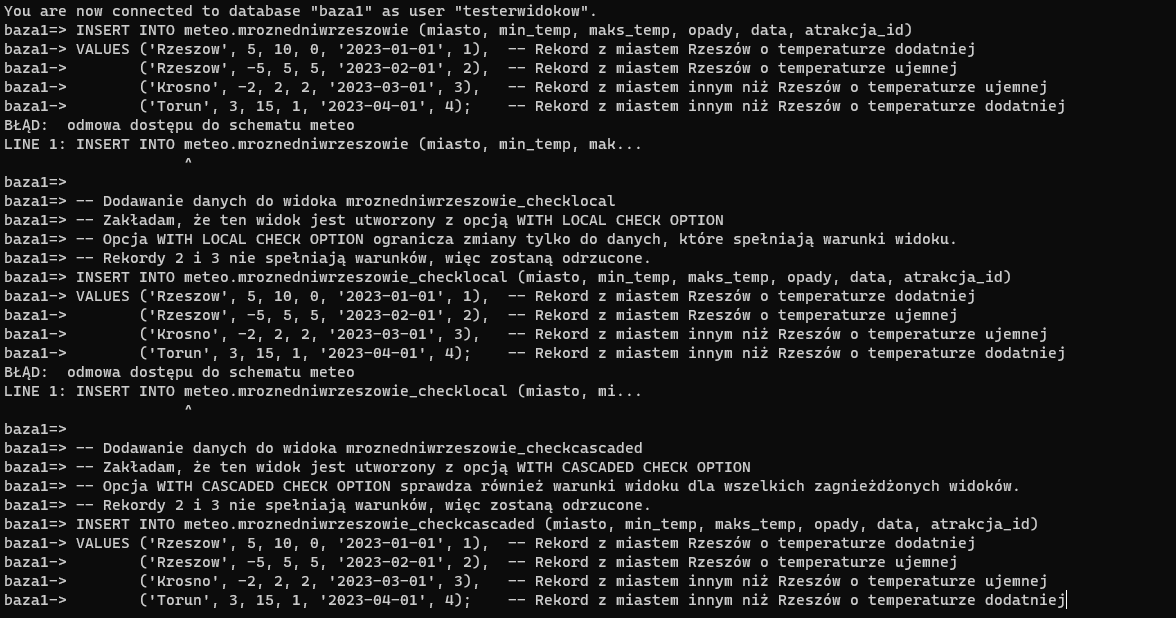 You are now connected to database "baza1" as user "testerwidokow".
baza1=> INSERT INTO meteo.mroznedniwrzeszowie (miasto, min_temp, maks_temp, opady, data, atrakcja_id)
baza1-> VALUES ('Rzeszow', 5, 10, 0, '2023-01-01', 1),  -- Rekord z miastem Rzeszów o temperaturze dodatniej
baza1->        ('Rzeszow', -5, 5, 5, '2023-02-01', 2),  -- Rekord z miastem Rzeszów o temperaturze ujemnej
baza1->        ('Krosno', -2, 2, 2, '2023-03-01', 3),   -- Rekord z miastem innym niż Rzeszów o temperaturze ujemnej
baza1->        ('Torun', 3, 15, 1, '2023-04-01', 4);    -- Rekord z miastem innym niż Rzeszów o temperaturze dodatniej
BŁĄD:  odmowa dostępu do schematu meteo
LINE 1: INSERT INTO meteo.mroznedniwrzeszowie (miasto, min_temp, mak...
                    ^
baza1=>
baza1=> -- Dodawanie danych do widoka mroznedniwrzeszowie_checklocal
baza1=> -- Zakładam, że ten widok jest utworzony z opcją WITH LOCAL CHECK OPTION
baza1=> -- Opcja WITH LOCAL CHECK OPTION ogranicza zmiany tylko do danych, które spełniają warunki widoku.
baza1=> -- Rekordy 2 i 3 nie spełniają warunków, więc zostaną odrzucone.
baza1=> INSERT INTO meteo.mroznedniwrzeszowie_checklocal (miasto, min_temp, maks_temp, opady, data, atrakcja_id)
baza1-> VALUES ('Rzeszow', 5, 10, 0, '2023-01-01', 1),  -- Rekord z miastem Rzeszów o temperaturze dodatniej
baza1->        ('Rzeszow', -5, 5, 5, '2023-02-01', 2),  -- Rekord z miastem Rzeszów o temperaturze ujemnej
baza1->        ('Krosno', -2, 2, 2, '2023-03-01', 3),   -- Rekord z miastem innym niż Rzeszów o temperaturze ujemnej
baza1->        ('Torun', 3, 15, 1, '2023-04-01', 4);    -- Rekord z miastem innym niż Rzeszów o temperaturze dodatniej
BŁĄD:  odmowa dostępu do schematu meteo
LINE 1: INSERT INTO meteo.mroznedniwrzeszowie_checklocal (miasto, mi...
                    ^
baza1=>
baza1=> -- Dodawanie danych do widoka mroznedniwrzeszowie_checkcascaded
baza1=> -- Zakładam, że ten widok jest utworzony z opcją WITH CASCADED CHECK OPTION
baza1=> -- Opcja WITH CASCADED CHECK OPTION sprawdza również warunki widoku dla wszelkich zagnieżdżonych widoków.
baza1=> -- Rekordy 2 i 3 nie spełniają warunków, więc zostaną odrzucone.
baza1=> INSERT INTO meteo.mroznedniwrzeszowie_checkcascaded (miasto, min_temp, maks_temp, opady, data, atrakcja_id)
baza1-> VALUES ('Rzeszow', 5, 10, 0, '2023-01-01', 1),  -- Rekord z miastem Rzeszów o temperaturze dodatniej
baza1->        ('Rzeszow', -5, 5, 5, '2023-02-01', 2),  -- Rekord z miastem Rzeszów o temperaturze ujemnej
baza1->        ('Krosno', -2, 2, 2, '2023-03-01', 3),   -- Rekord z miastem innym niż Rzeszów o temperaturze ujemnej
baza1->        ('Torun', 3, 15, 1, '2023-04-01', 4);    -- Rekord z miastem innym niż Rzeszów o temperaturze dodatniej